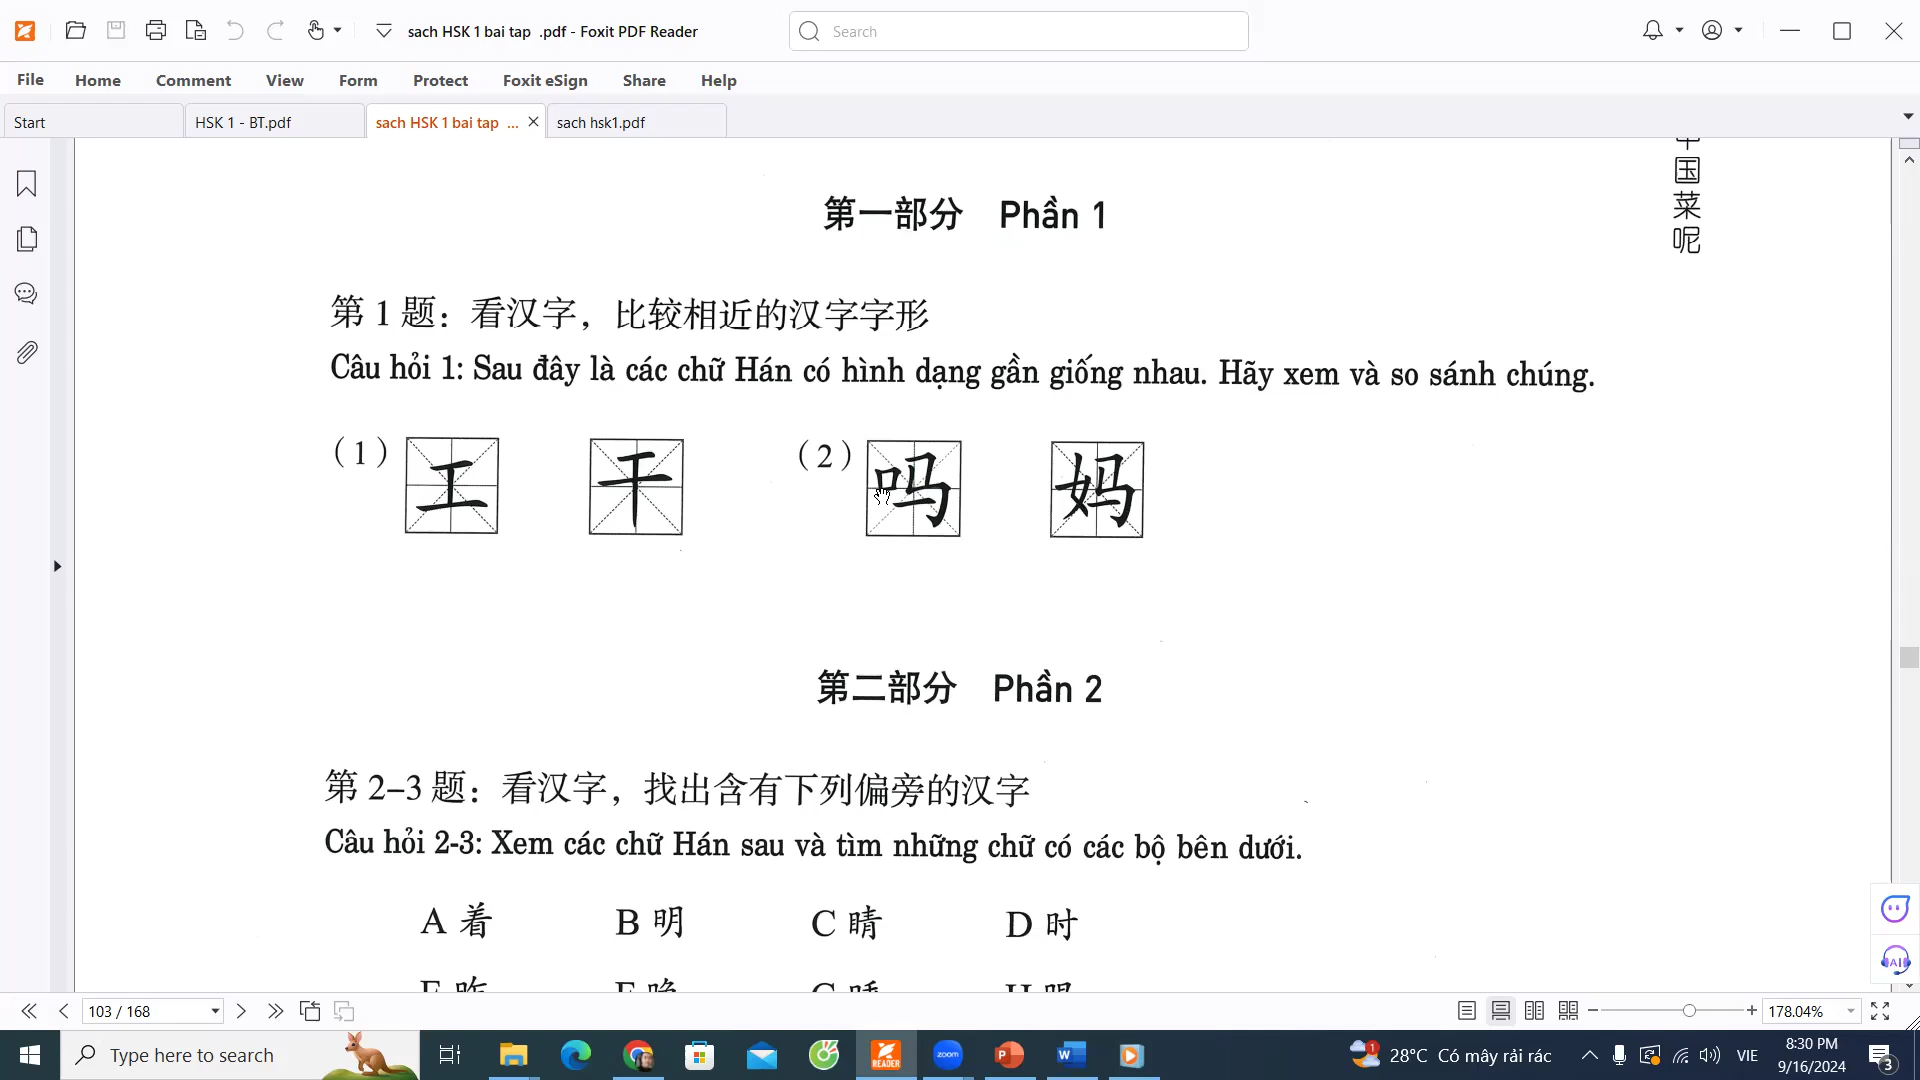 sach HSK 1 bai tap .pdf - Foxit PDF Reader
Search
File Home Comment View Form Protect Foxit eSign Share Help
Start
HSK 1 - BT.pdf
sach HSK 1 bai tap ...
sach hsk1.pdf
国菜呢
第一部分 Phần 1
第 1 题：看汉字，比较相近的汉字字形
Câu hỏi 1: Sau đây là các chữ Hán có hình dạng gần giống nhau. Hãy xem và so sánh chúng.
(1) 工 干 (2) 吗 妈
第二部分 Phần 2
第 2–3 题：看汉字，找出含有下列偏旁的汉字
Câu hỏi 2-3: Xem các chữ Hán sau và tìm những chữ có các bộ bên dưới.
A 着 B 明 C 睛 D 时
AI
103 / 168
178.04%
Type here to search
READER
zoom
1
28°C Có mây rải rác
VIE
8:30 PM
9/16/2024
3